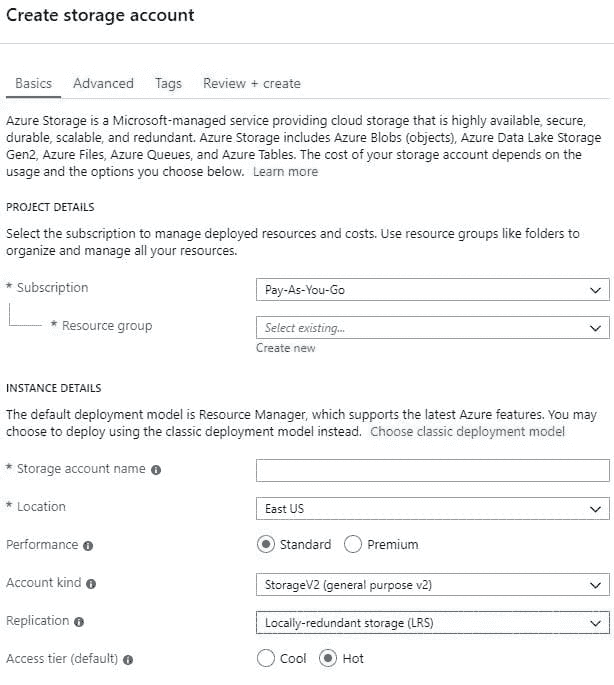 Create storage account
Basics Advanced Tags Review + create
Azure Storage is a Microsoft-managed service providing cloud storage that is highly available, secure,
durable, scalable, and redundant. Azure Storage includes Azure Blobs (objects), Azure Data Lake Storage
Gen2, Azure Files, Azure Queues, and Azure Tables. The cost of your storage account depends on the
usage and the options you choose below. Learn more
PROJECT DETAILS
Select the subscription to manage deployed resources and costs. Use resource groups like folders to
organize and manage all your resources.
* Subscription Pay-As-You-Go
* Resource group Select existing...
Create new
INSTANCE DETAILS
The default deployment model is Resource Manager, which supports the latest Azure features. You may
choose to deploy using the classic deployment model instead. Choose classic deployment model
* Storage account name
* Location East US
Performance Standard Premium
Account kind StorageV2 (general purpose v2)
Replication Locally-redundant storage (LRS)
Access tier (default) Cool Hot